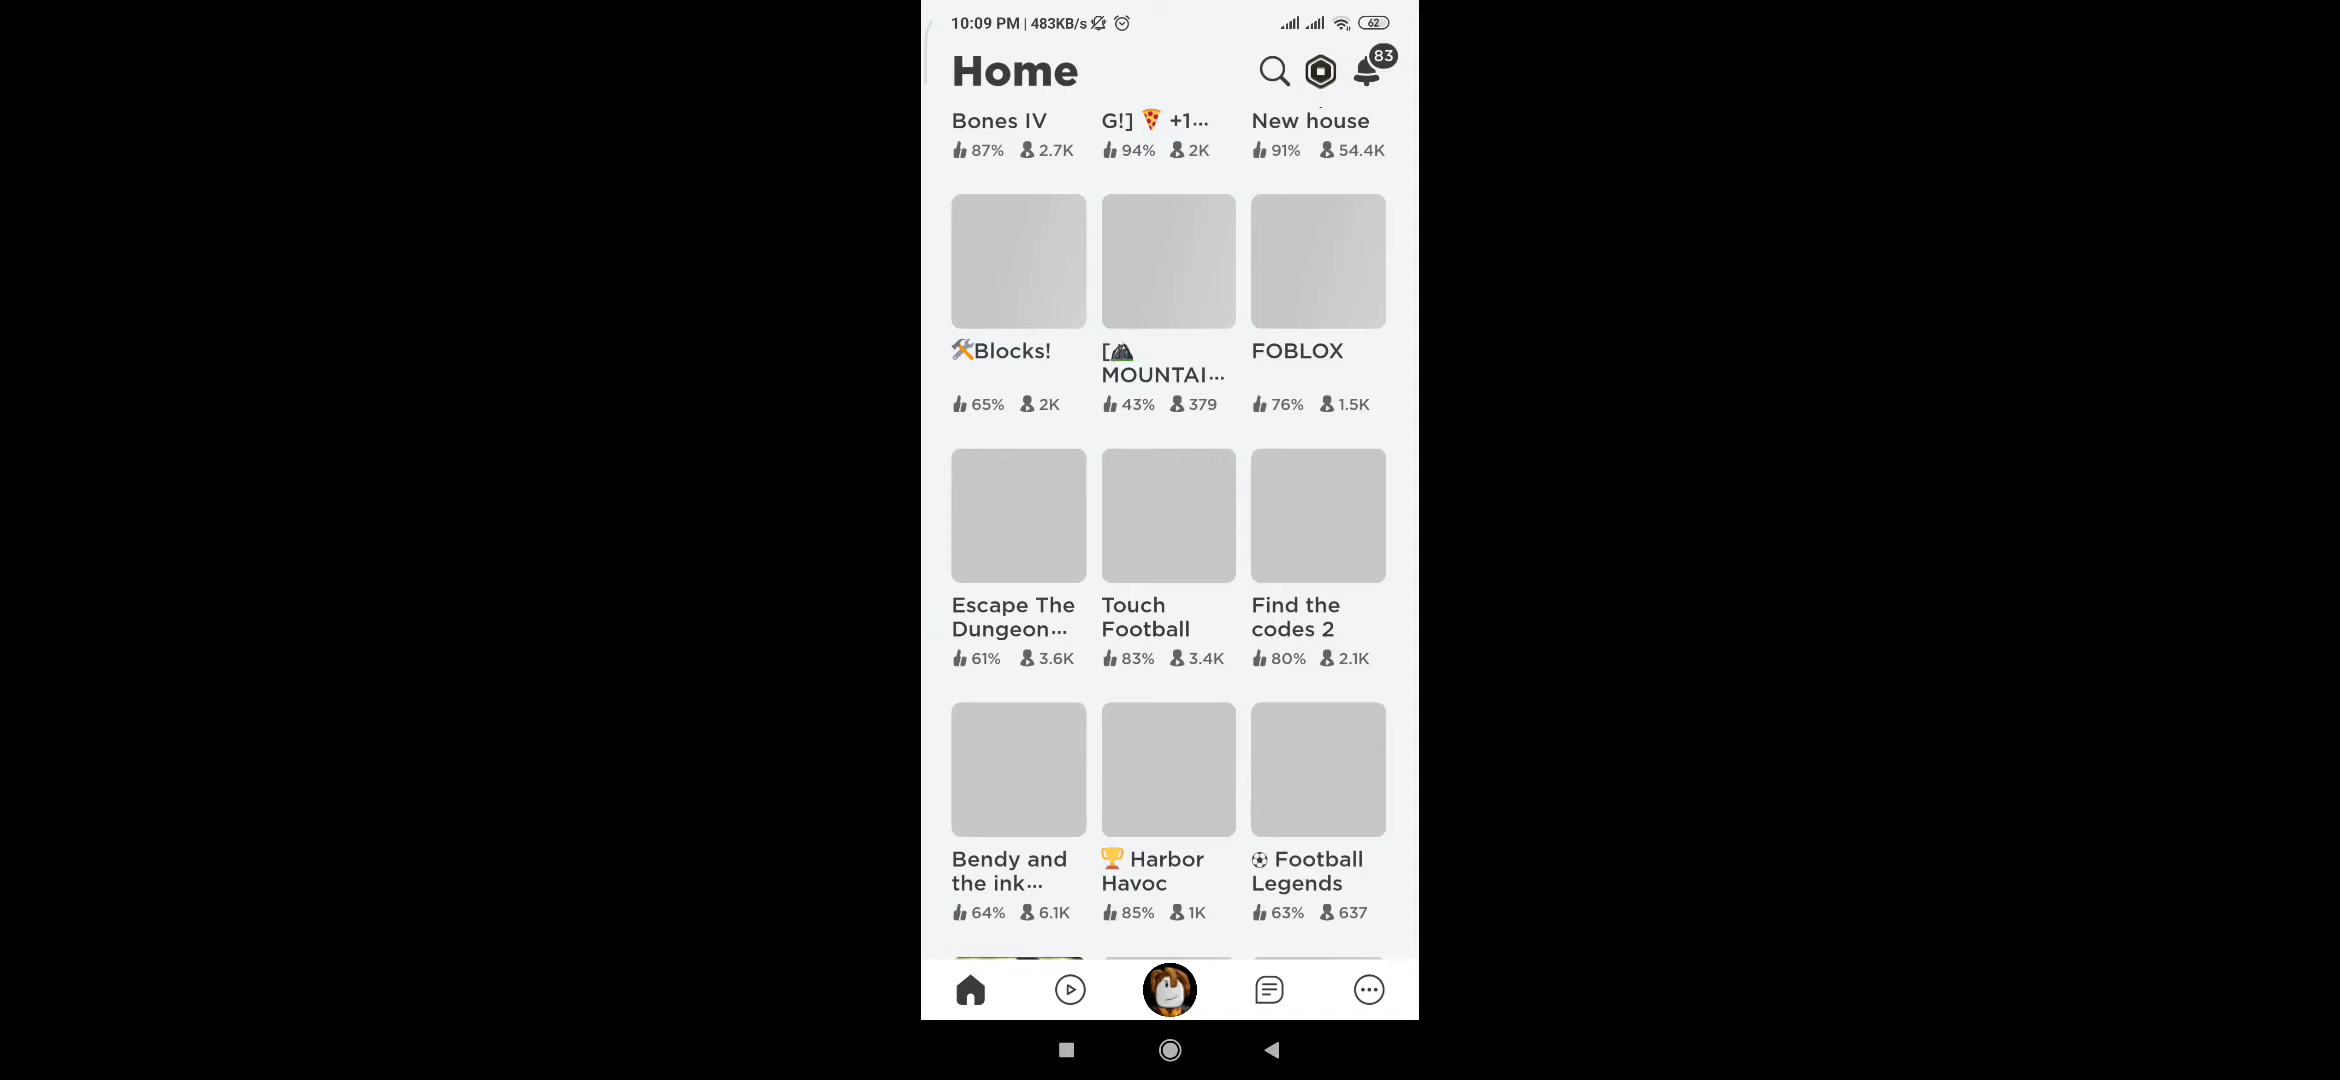 10:09 PM | 483KB/s
62
Home
83
Bones IV
G!] 🍕 +1...
New house
87% 2.7K
94% 2K
91% 54.4K
🛠Blocks!
[⛰
MOUNTAI...
FOBLOX
65% 2K
43% 379
76% 1.5K
Escape The
Dungeon...
Touch
Football
Find the
codes 2
61% 3.6K
83% 3.4K
80% 2.1K
Bendy and
the ink...
🏆 Harbor
Havoc
⚽ Football
Legends
64% 6.1K
85% 1K
63% 637